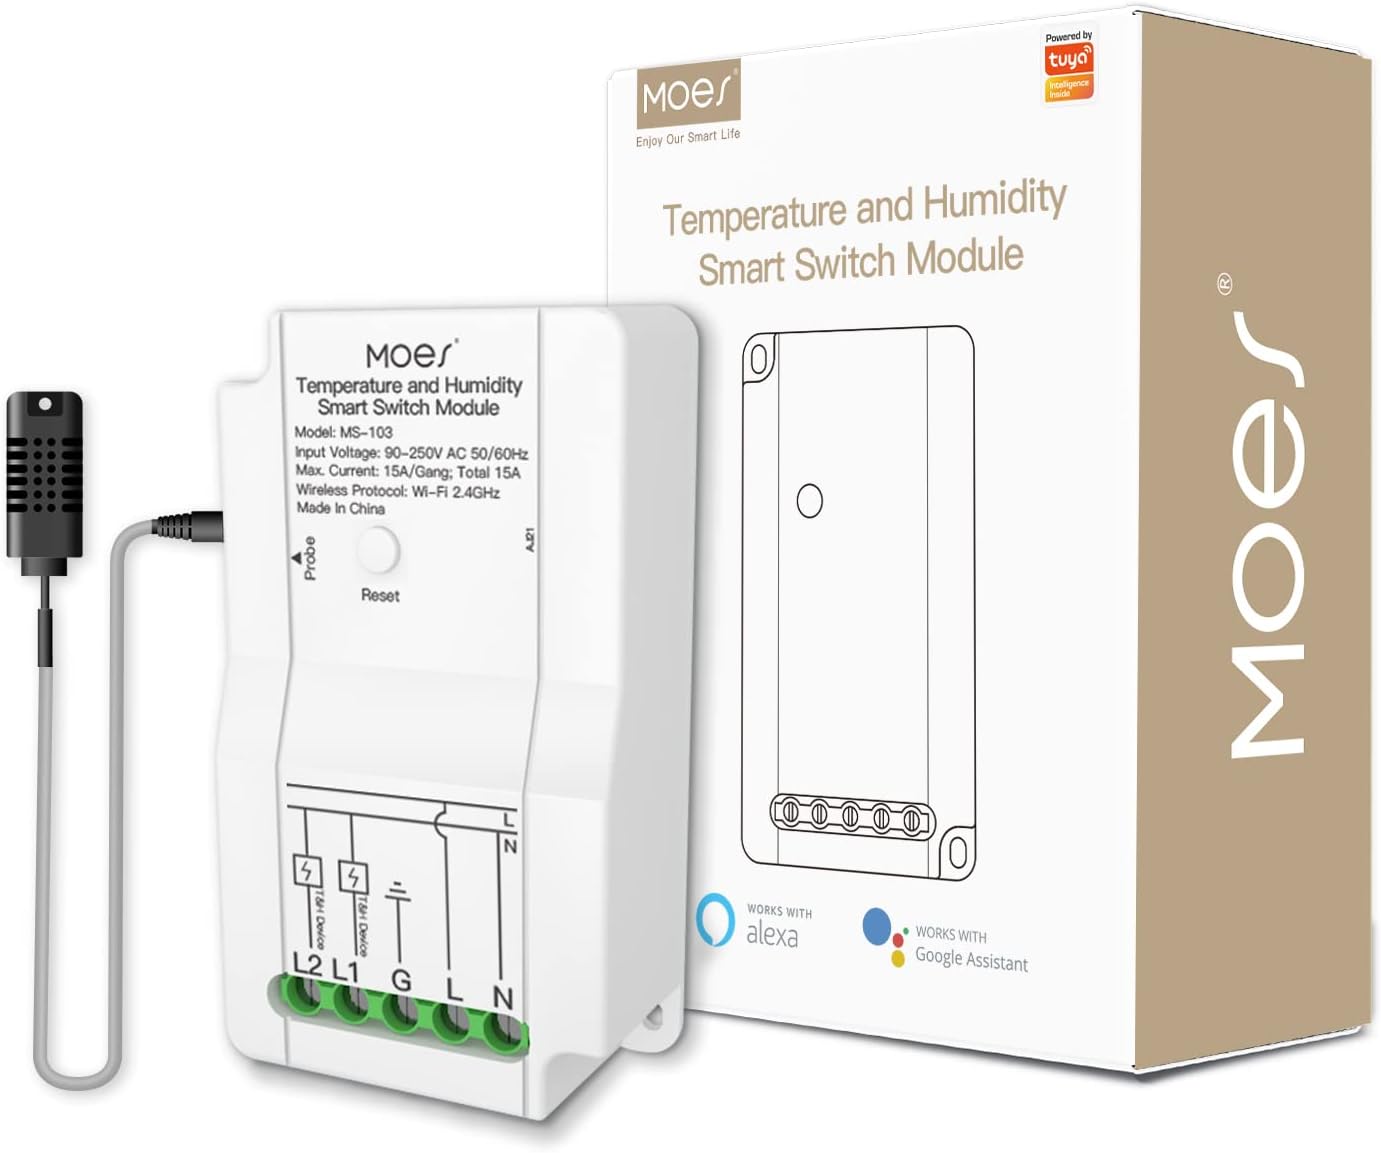 MOES®
Temperature and Humidity
Smart Switch Module
Model: MS-103
Input Voltage: 90-250V AC 50/60Hz
Max. Current: 15A/Gang; Total 15A
Wireless Protocol: Wi-Fi 2.4GHz
Made In China
Probe
Reset
AJ21
L
N
T&H Device
T&H Device
L2 L1 G L N
MOES®
Enjoy Our Smart Life
Powered by
tuya
Intelligence
Inside
Temperature and Humidity
Smart Switch Module
WORKS WITH
alexa
WORKS WITH
Google Assistant
MOES®